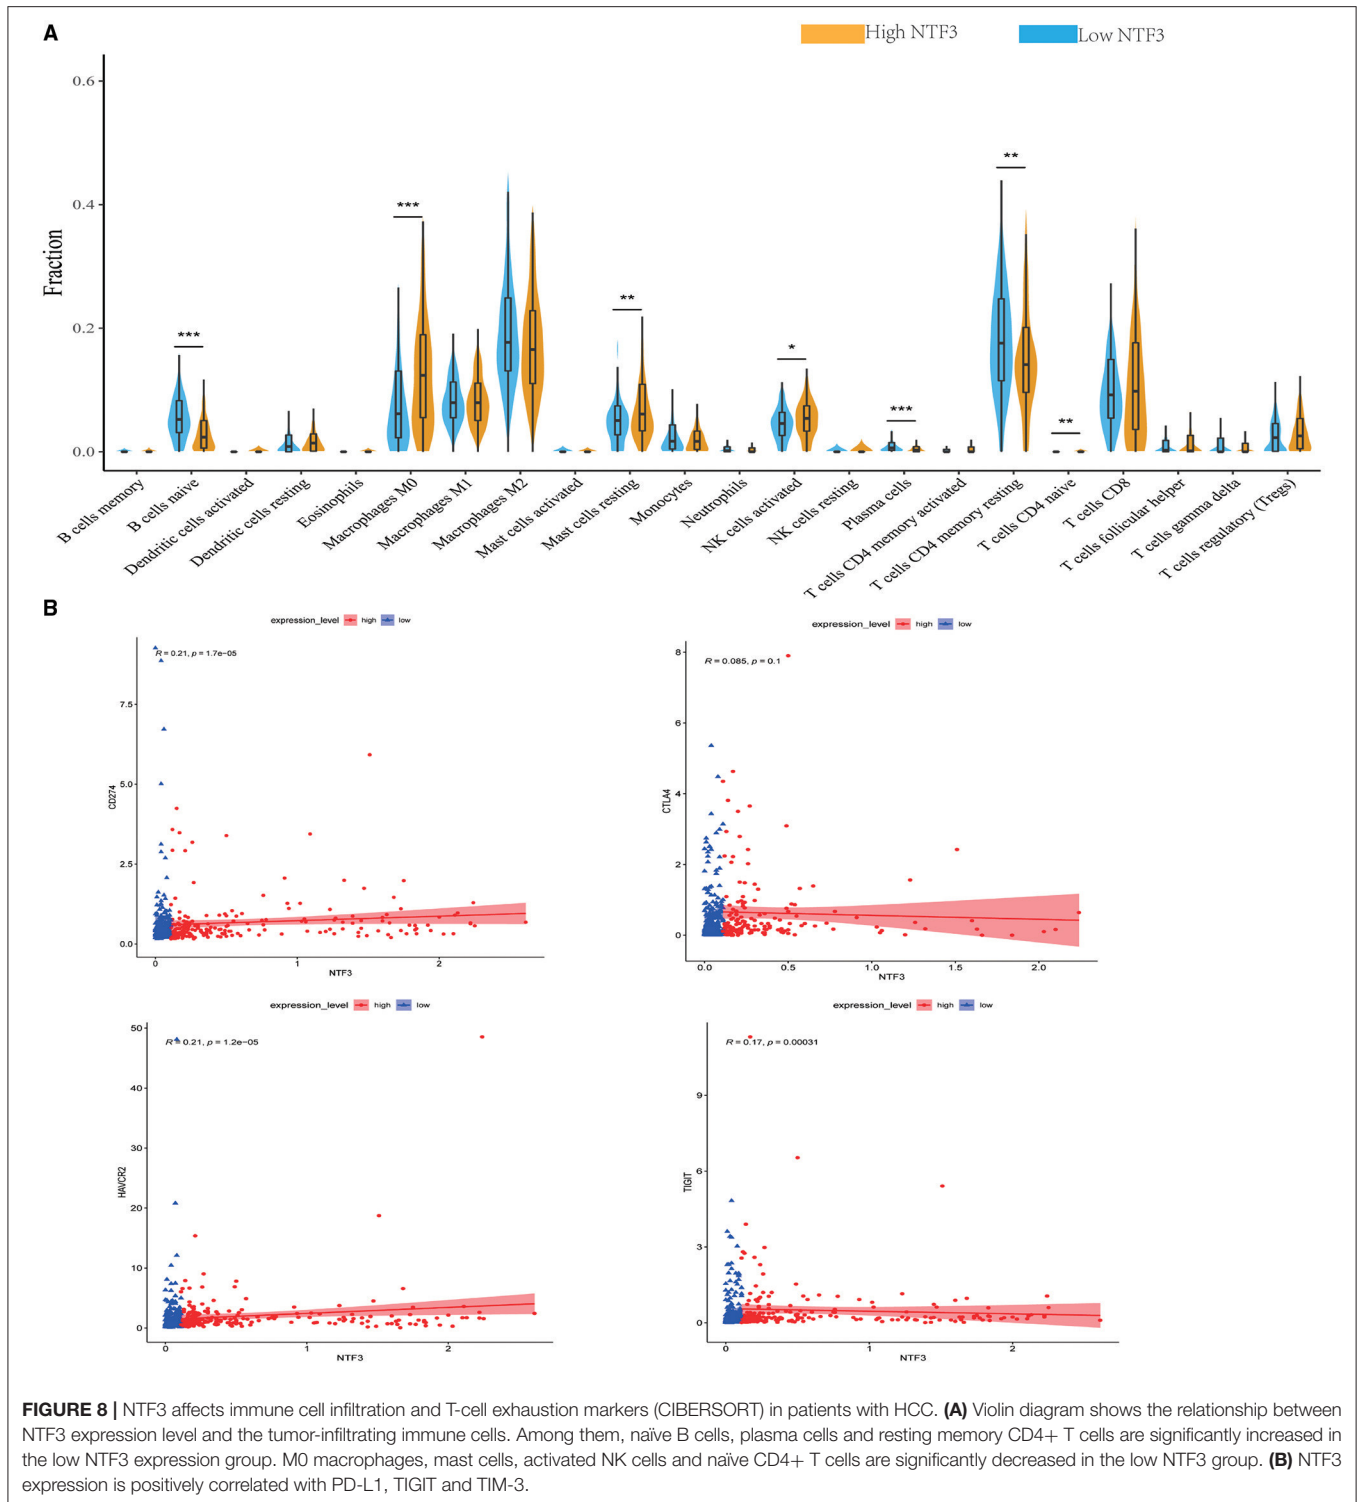 A
High NTF3
Low NTF3
0.6
0.4
0.2
0.0
Fraction
***
***
**
*
***
**
**
B cells memory
B cells naive
Dendritic cells activated
Dendritic cells resting
Eosinophils
Macrophages M0
Macrophages M1
Macrophages M2
Mast cells activated
Mast cells resting
Monocytes
Neutrophils
NK cells activated
NK cells resting
Plasma cells
T cells CD4 memory activated
T cells CD4 memory resting
T cells CD4 naive
T cells CD8
T cells follicular helper
T cells gamma delta
T cells regulatory (Tregs)
B
expression_level high low
R = 0.21, p = 1.7e-05
7.5
5.0
2.5
0.0
CD274
0 1 2
NTF3
expression_level high low
R = 0.085, p = 0.1
8
6
4
2
0
CTLA4
0.0 0.5 1.0 1.5 2.0
NTF3
expression_level high low
R = 0.21, p = 1.2e-05
50
40
30
20
10
0
HAVCR2
0 1 2
NTF3
expression_level high low
R = 0.17, p = 0.00031
9
6
3
0
TIGIT
0 1 2
NTF3
FIGURE 8 | NTF3 affects immune cell infiltration and T-cell exhaustion markers (CIBERSORT) in patients with HCC. (A) Violin diagram shows the relationship between
NTF3 expression level and the tumor-infiltrating immune cells. Among them, naïve B cells, plasma cells and resting memory CD4+ T cells are significantly increased in
the low NTF3 expression group. M0 macrophages, mast cells, activated NK cells and naïve CD4+ T cells are significantly decreased in the low NTF3 group. (B) NTF3
expression is positively correlated with PD-L1, TIGIT and TIM-3.